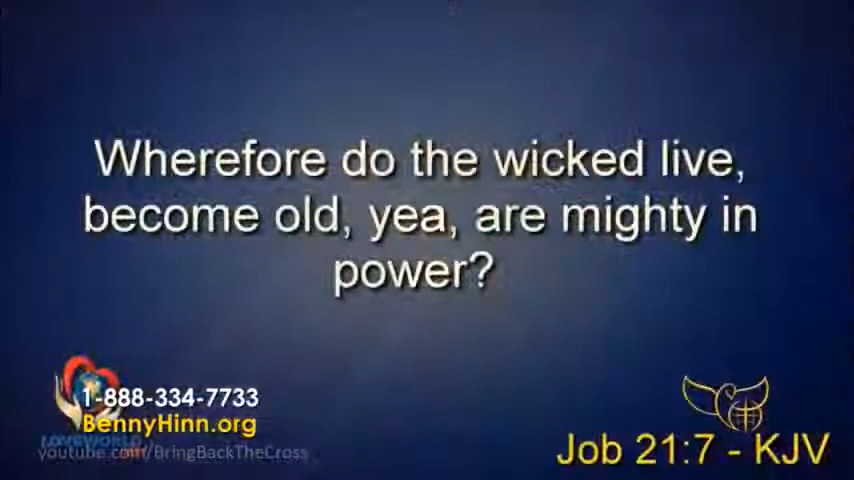 Wherefore do the wicked live,
become old, yea, are mighty in
power?
1-888-334-7733
BennyHinn.org
LOVEWORLD
youtube.com/BringBackTheCross
Job 21:7 - KJV